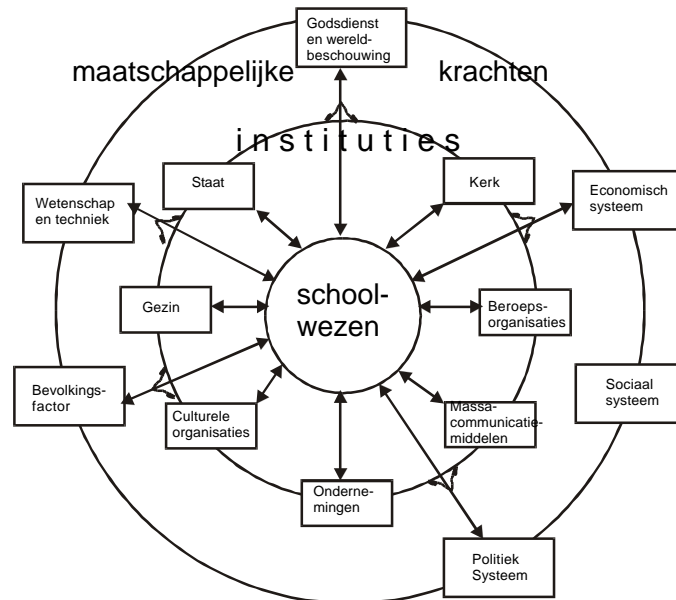 Godsdienst
en wereld-
beschouwing
maatschappelijke krachten
instituties
Staat
Kerk
Wetenschap
en techniek
Economisch
systeem
school-
wezen
Gezin
Beroeps-
organisaties
Bevolkings-
factor
Sociaal
systeem
Culturele
organisaties
Massa-
communicatie-
middelen
Onderne-
mingen
Politiek
Systeem